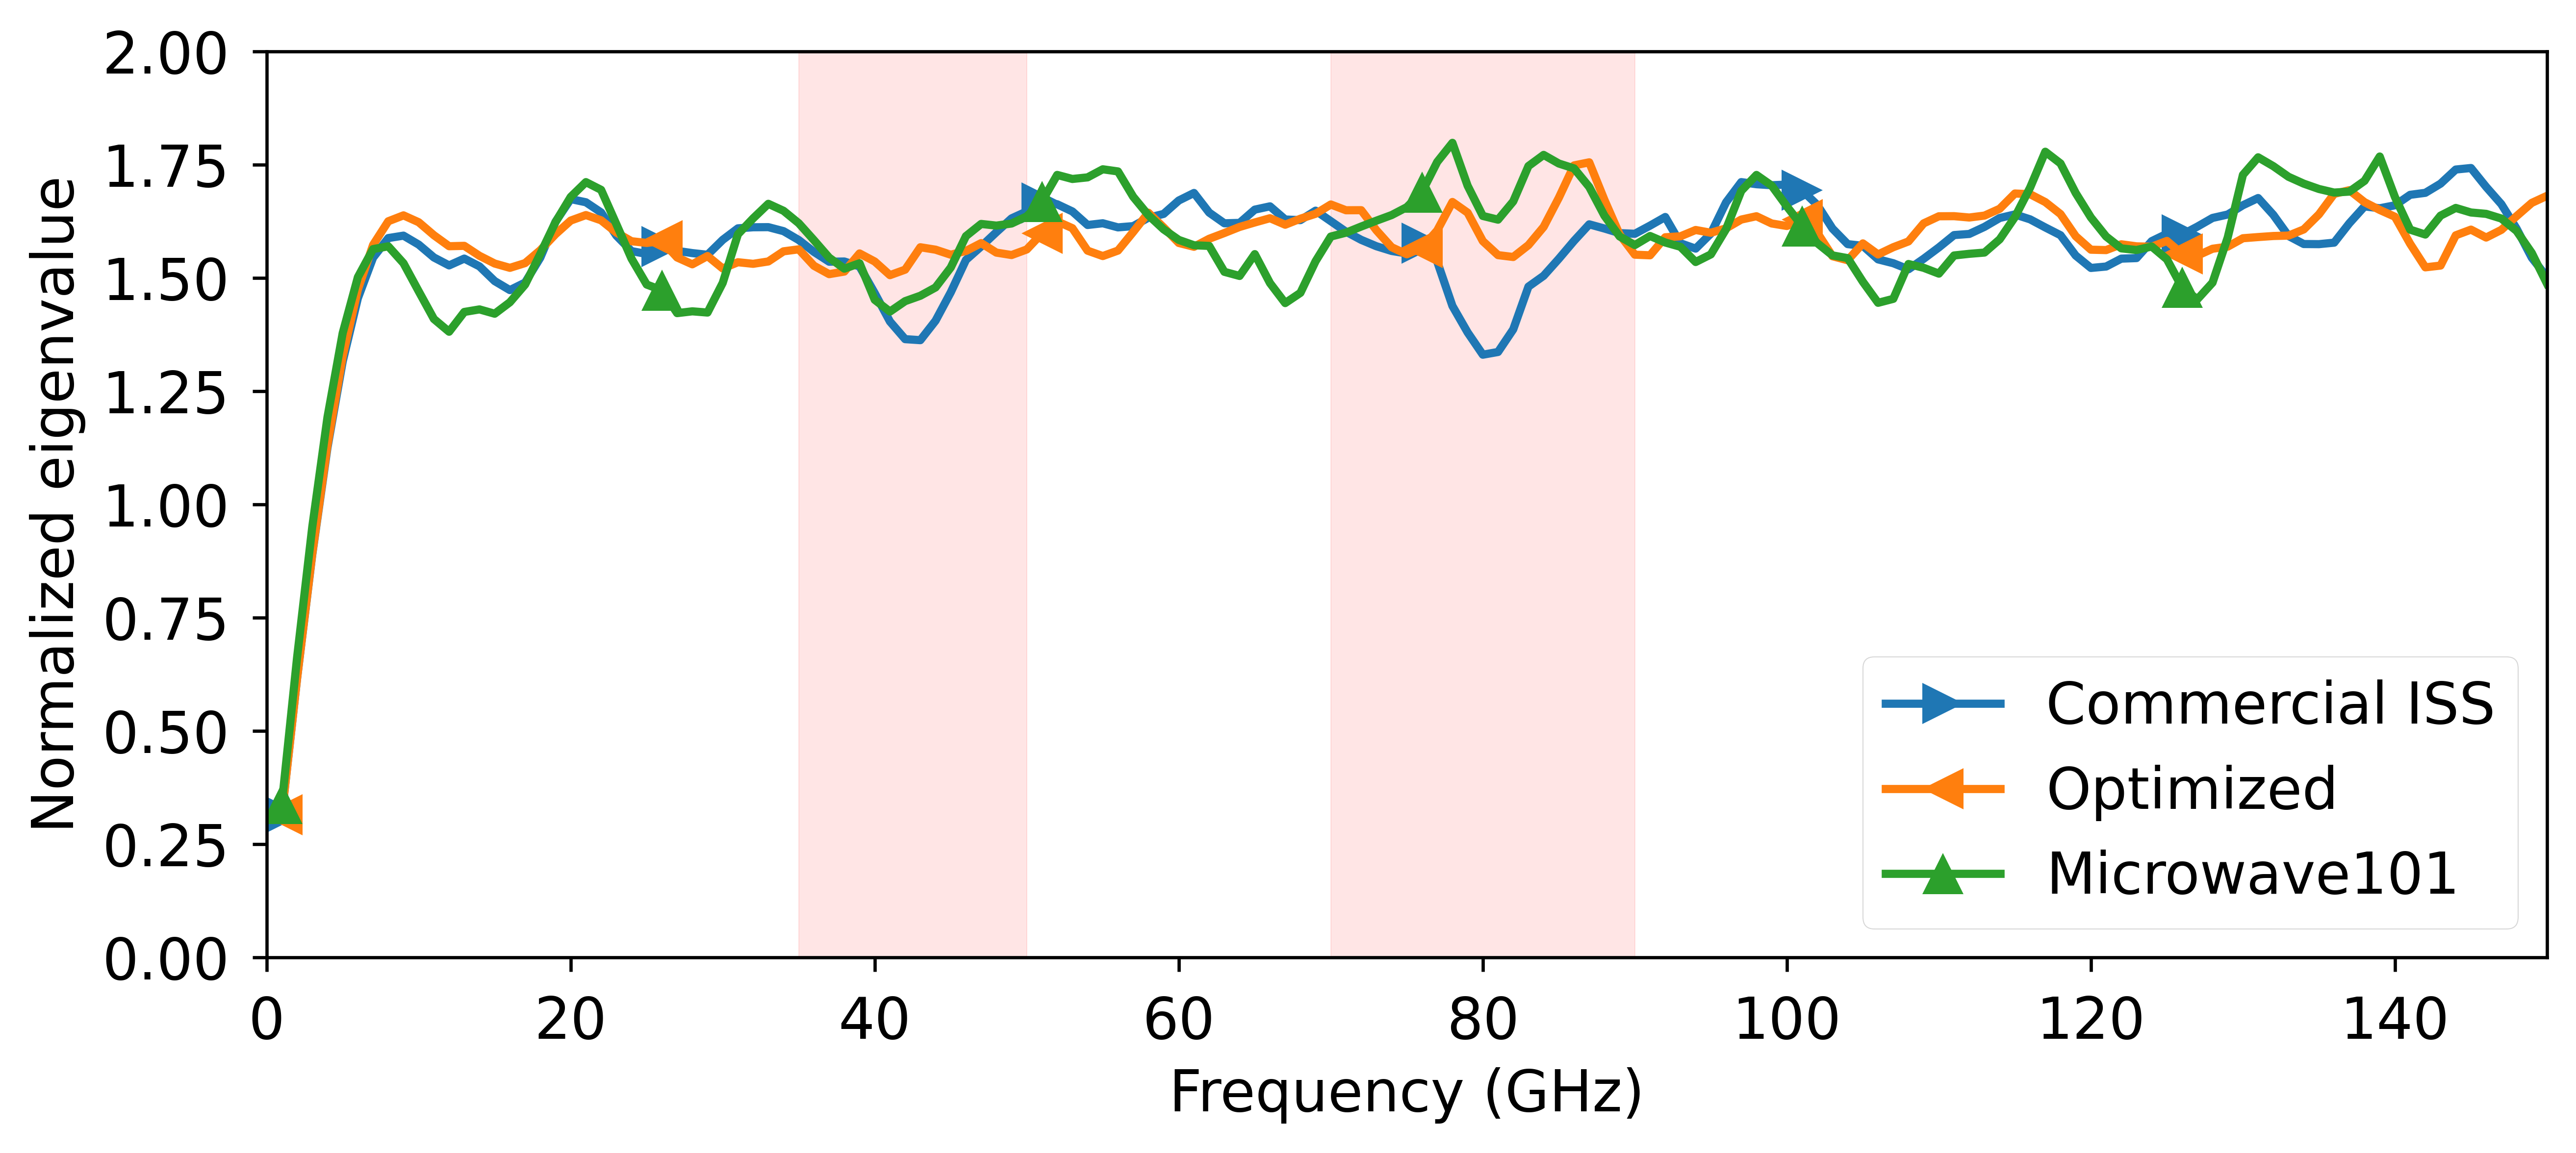 2.00
1.75
1.50
1.25
1.00
0.75
0.50
0.25
0.00
Normalized eigenvalue
0 20 40 60 80 100 120 140
Frequency (GHz)
Commercial ISS
Optimized
Microwave101